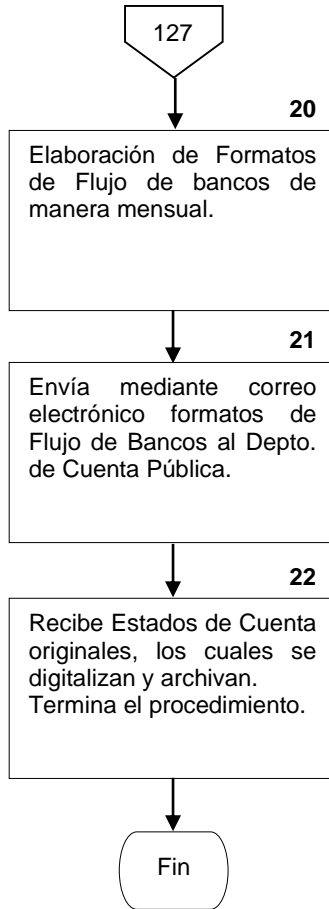 127
20
Elaboración de Formatos
de Flujo de bancos de
manera mensual.
21
Envía mediante correo
electrónico formatos de
Flujo de Bancos al Depto.
de Cuenta Pública.
22
Recibe Estados de Cuenta
originales, los cuales se
digitalizan y archivan.
Termina el procedimiento.
Fin